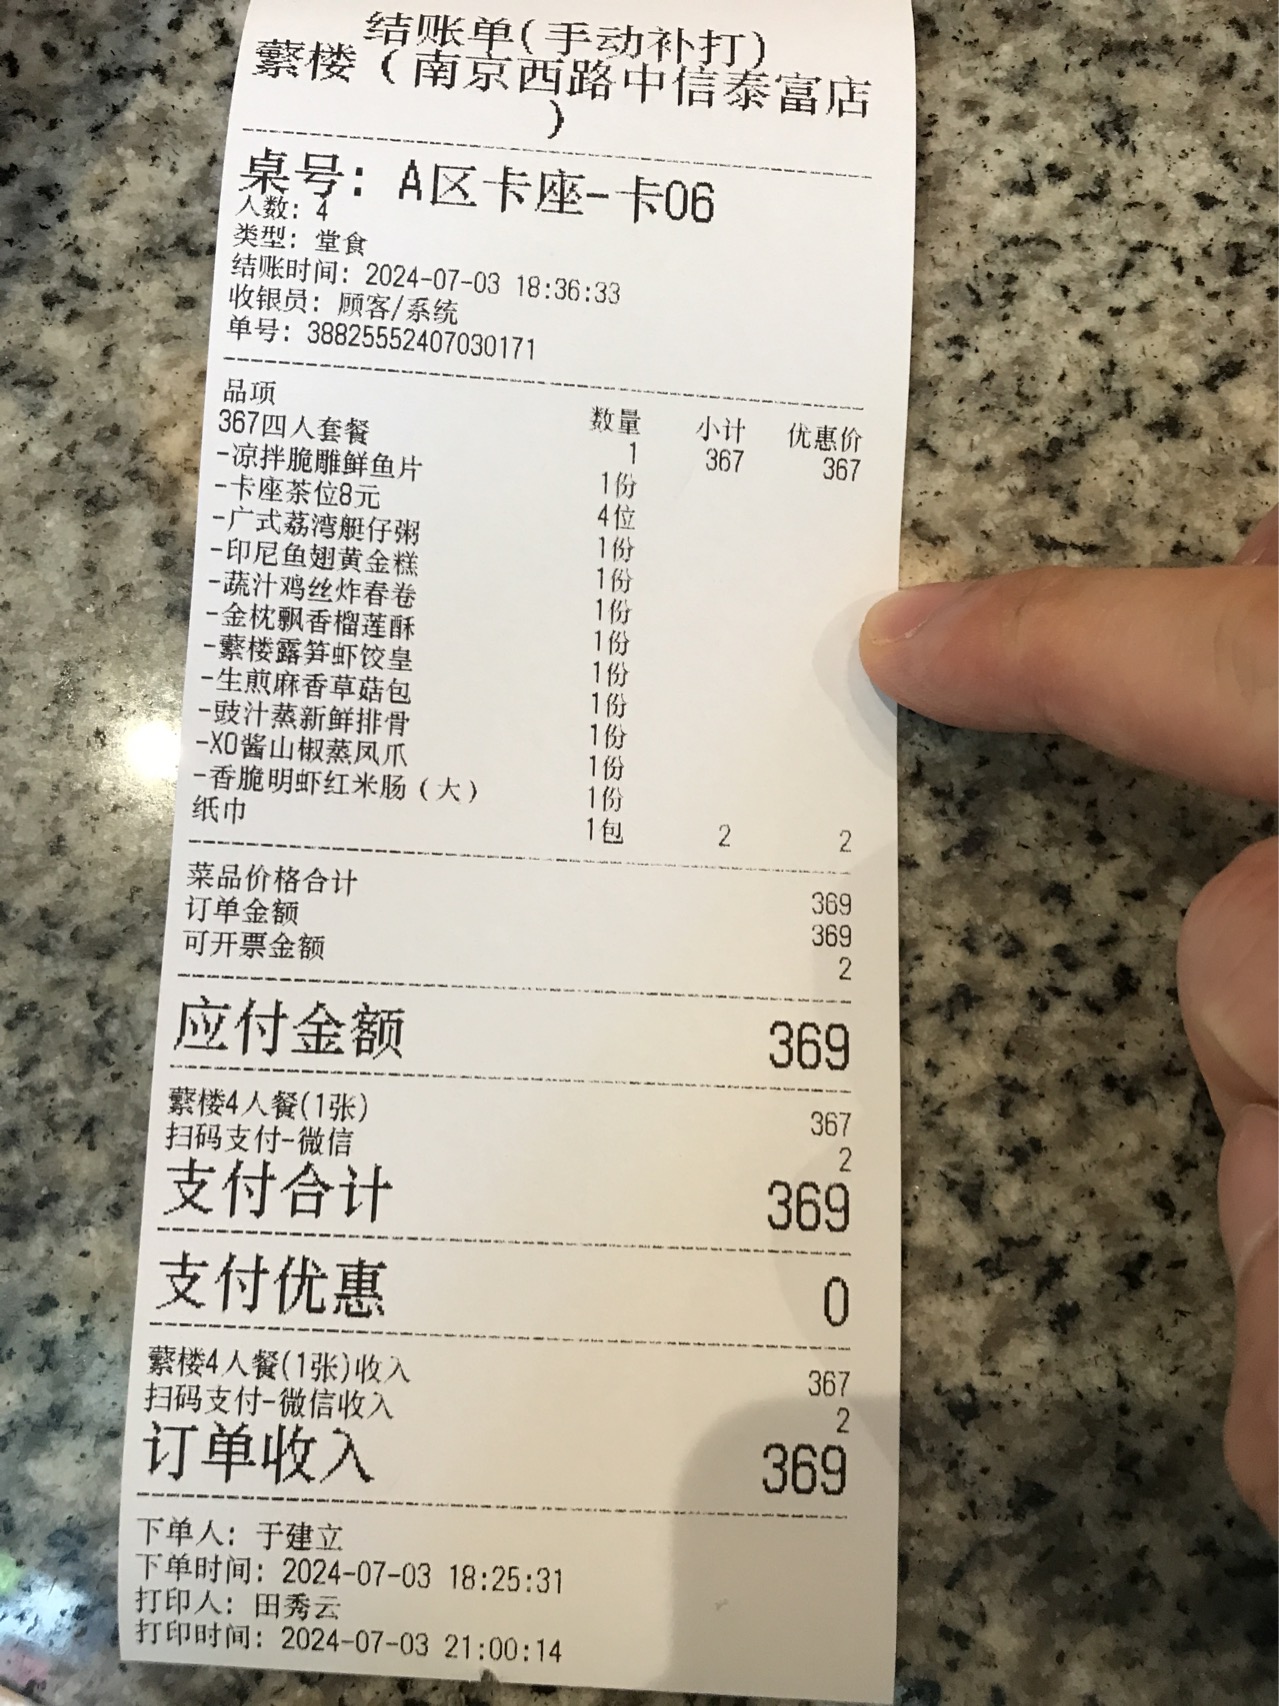 结账单(手动补打)
蘩楼（南京西路中信泰富店
）
桌号: A区卡座-卡06
人数: 4
类型: 堂食
结账时间: 2024-07-03 18:36:33
收银员: 顾客/系统
单号: 38825552407030171
品项 数量 小计 优惠价
367四人套餐 1 367 367
-凉拌脆雕鲜鱼片 1份
-卡座茶位8元 4位
-广式荔湾艇仔粥 1份
-印尼鱼翅黄金糕 1份
-蔬汁鸡丝炸春卷 1份
-金枕飘香榴莲酥 1份
-蘩楼露笋虾饺皇 1份
-生煎麻香草菇包 1份
-豉汁蒸新鲜排骨 1份
-XO酱山椒蒸凤爪 1份
-香脆明虾红米肠（大） 1份
纸巾 1包 2 2
菜品价格合计 369
订单金额 369
可开票金额 2
应付金额 369
蘩楼4人餐(1张) 367
扫码支付-微信 2
支付合计 369
支付优惠 0
蘩楼4人餐(1张)收入 367
扫码支付-微信收入 2
订单收入 369
下单人: 于建立
下单时间: 2024-07-03 18:25:31
打印人: 田秀云
打印时间: 2024-07-03 21:00:14